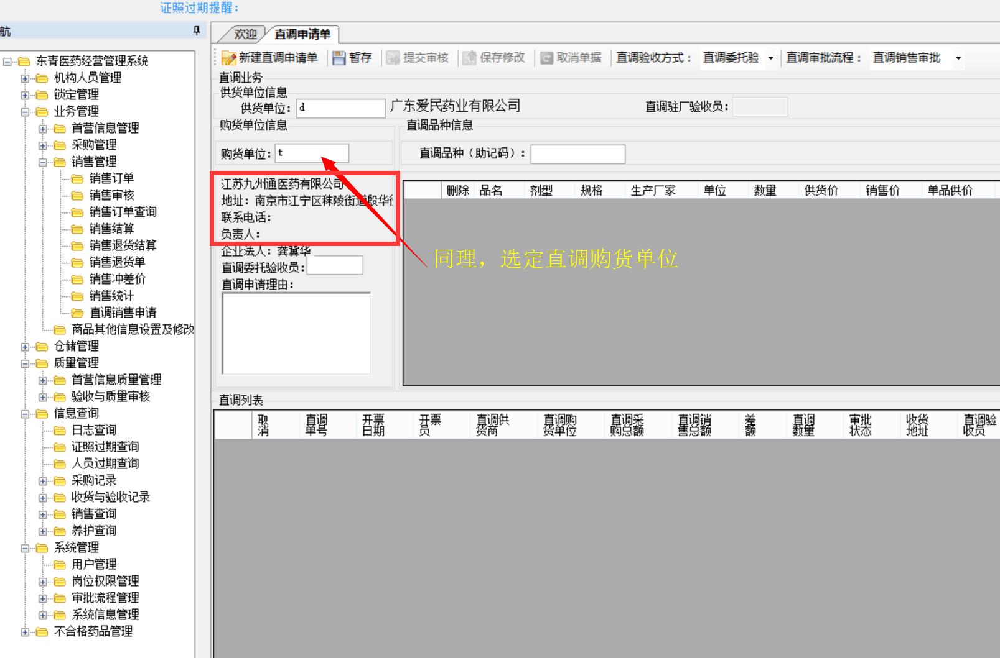 证照过期提醒：
航
东青医药经营管理系统
机构人员管理
锁定管理
业务管理
首营信息管理
采购管理
销售管理
销售订单
销售审核
销售订单查询
销售结算
销售退货结算
销售退货单
销售冲差价
销售统计
直调销售申请
商品其他信息设置及修改
仓储管理
质量管理
首营信息质量管理
验收与质量审核
信息查询
日志查询
证照过期查询
人员过期查询
采购记录
收货与验收记录
销售查询
养护查询
系统管理
用户管理
岗位权限管理
审批流程管理
系统信息管理
不合格药品管理
欢迎 直调申请单
新建直调申请单 暂存 提交审核 保存修改 取消单据 直调验收方式： 直调委托验 直调审批流程： 直调销售审批
直调业务
供货单位信息
供货单位： d 广东爱民药业有限公司 直调驻厂验收员：
购货单位信息 直调品种信息
购货单位： t 直调品种（助记码）：
江苏九州通医药有限公司
地址：南京市江宁区秣陵街道殷华街
联系电话：
负责人：
企业法人：龚冀华
直调委托验收员：
直调申请理由：
删除 品名 剂型 规格 生产厂家 单位 数量 供货价 销售价 单品供价
同理，选定直调购货单位
直调列表
取消 直调单号 开票日期 开票员 直调供货商 直调购货单位 直调采购总额 直调销售总额 差额 直调数量 审批状态 收货地址 直调验收员